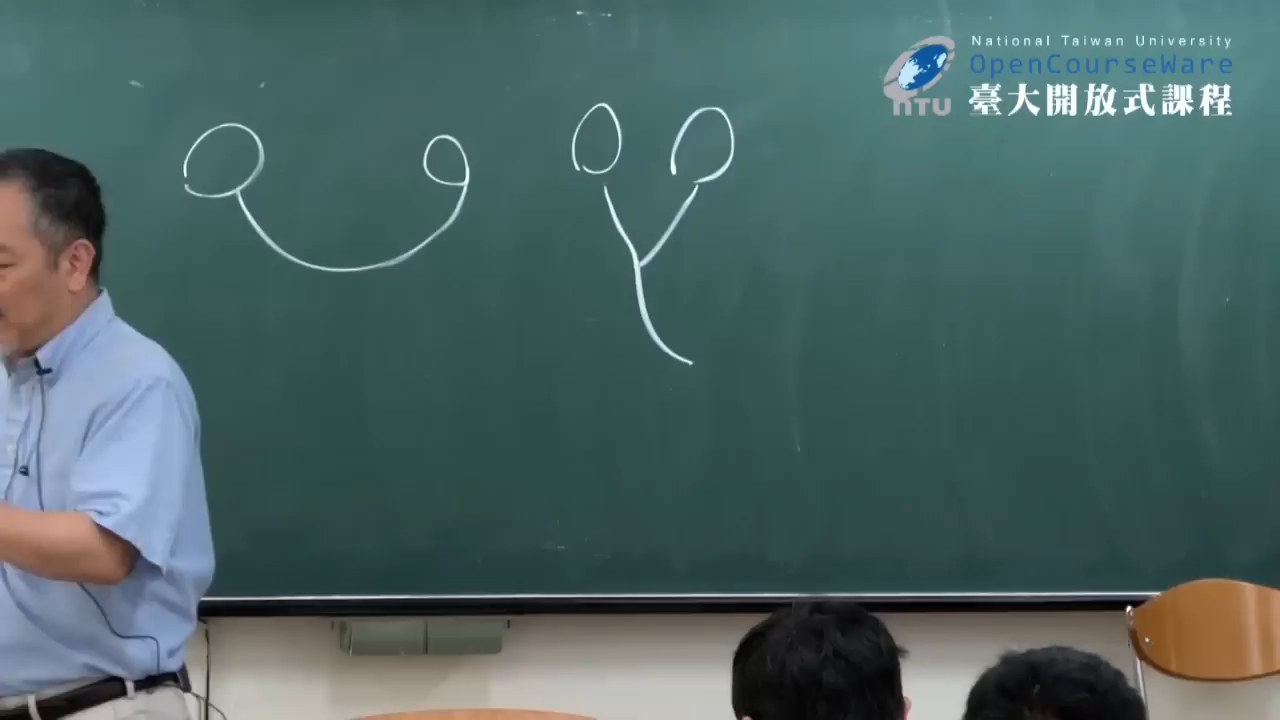 National Taiwan University
OpenCourseWare
NTU
臺大開放式課程